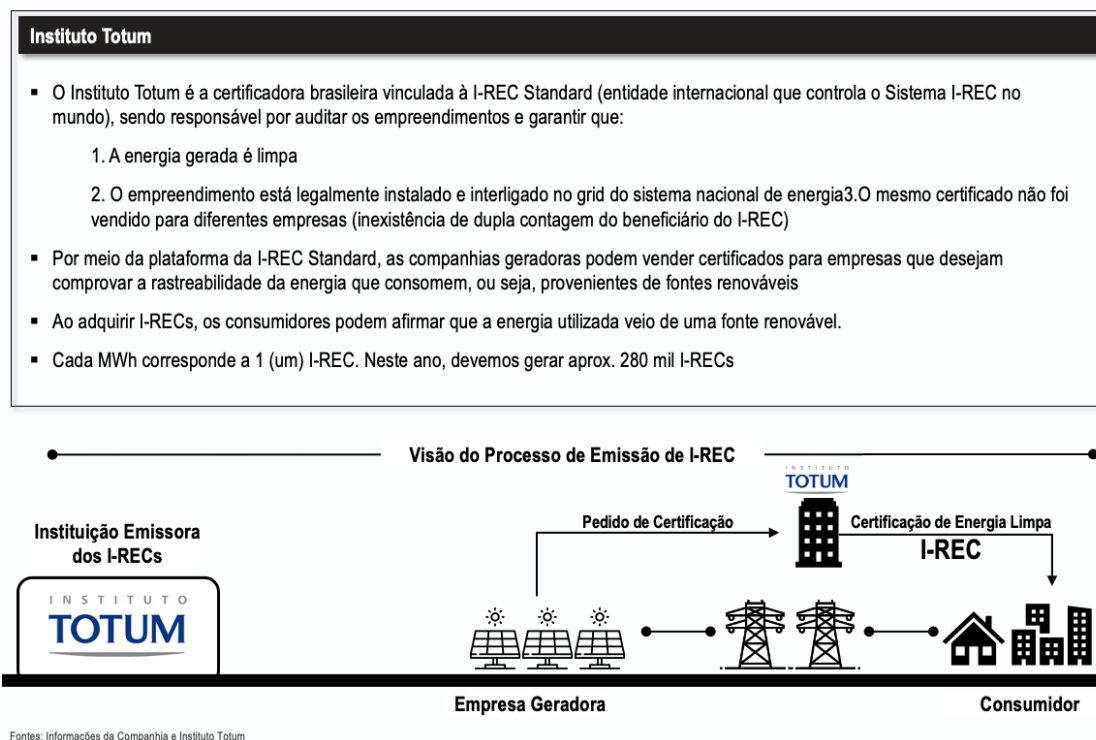 Instituto Totum
▪ O Instituto Totum é a certificadora brasileira vinculada à I-REC Standard (entidade internacional que controla o Sistema I-REC no
mundo), sendo responsável por auditar os empreendimentos e garantir que:
1. A energia gerada é limpa
2. O empreendimento está legalmente instalado e interligado no grid do sistema nacional de energia3.O mesmo certificado não foi
vendido para diferentes empresas (inexistência de dupla contagem do beneficiário do I-REC)
▪ Por meio da plataforma da I-REC Standard, as companhias geradoras podem vender certificados para empresas que desejam
comprovar a rastreabilidade da energia que consomem, ou seja, provenientes de fontes renováveis
▪ Ao adquirir I-RECs, os consumidores podem afirmar que a energia utilizada veio de uma fonte renovável.
▪ Cada MWh corresponde a 1 (um) I-REC. Neste ano, devemos gerar aprox. 280 mil I-RECs
Visão do Processo de Emissão de I-REC
INSTITUTO
TOTUM
Instituição Emissora
dos I-RECs
INSTITUTO
TOTUM
Pedido de Certificação
Certificação de Energia Limpa
I-REC
Empresa Geradora
Consumidor
Fontes: Informações da Companhia e Instituto Totum